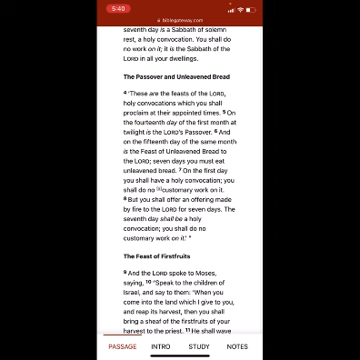 5:40
biblegateway.com
seventh day is a Sabbath of solemn
rest, a holy convocation. You shall do
no work on it; it is the Sabbath of the
LORD in all your dwellings.
The Passover and Unleavened Bread
4 ‘These are the feasts of the LORD,
holy convocations which you shall
proclaim at their appointed times. 5 On
the fourteenth day of the first month at
twilight is the LORD’s Passover. 6 And
on the fifteenth day of the same month
is the Feast of Unleavened Bread to
the LORD; seven days you must eat
unleavened bread. 7 On the first day
you shall have a holy convocation; you
shall do no [a]customary work on it.
8 But you shall offer an offering made
by fire to the LORD for seven days. The
seventh day shall be a holy
convocation; you shall do no
customary work on it.’ ”
The Feast of Firstfruits
9 And the LORD spoke to Moses,
saying, 10 “Speak to the children of
Israel, and say to them: ‘When you
come into the land which I give to you,
and reap its harvest, then you shall
bring a sheaf of the firstfruits of your
harvest to the priest. 11 He shall wave
PASSAGE INTRO STUDY NOTES